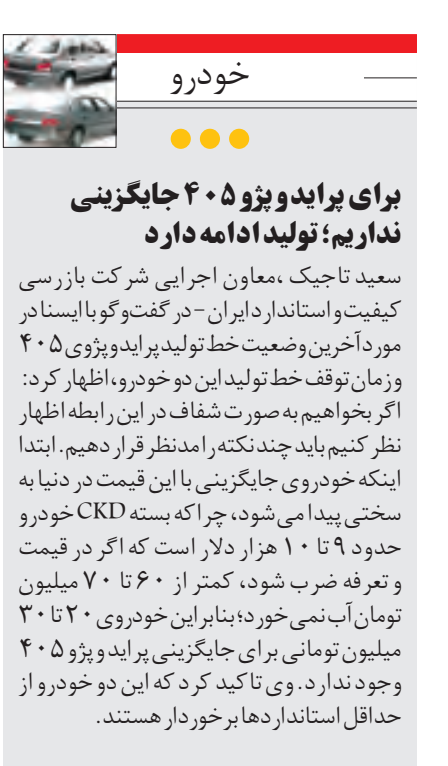 خودرو
برای پراید و پژو ۴۰۵ جایگزینی
نداریم؛ تولید ادامه دارد
سعید تاجیک ،معاون اجرایی شرکت بازرسی
کیفیت و استاندارد ایران - در گفت‌وگو با ایسنا در
مورد آخرین وضعیت خط تولید پراید و پژوی ۴۰۵
و زمان توقف خط تولید این دو خودرو، اظهار کرد:
اگر بخواهیم به صورت شفاف در این رابطه اظهار
نظر کنیم باید چند نکته را مدنظر قرار دهیم. ابتدا
اینکه خودروی جایگزینی با این قیمت در دنیا به
سختی پیدا می‌شود، چراکه بسته CKD خودرو
حدود ۹ تا ۱۰ هزار دلار است که اگر در قیمت
و تعرفه ضرب شود، کمتر از ۶۰ تا ۷۰ میلیون
تومان آب نمی‌خورد؛ بنابراین خودروی ۲۰ تا ۳۰
میلیون تومانی برای جایگزینی پراید و پژو ۴۰۵
وجود ندارد. وی تاکید کرد که این دو خودرو از
حداقل استانداردها برخوردار هستند.